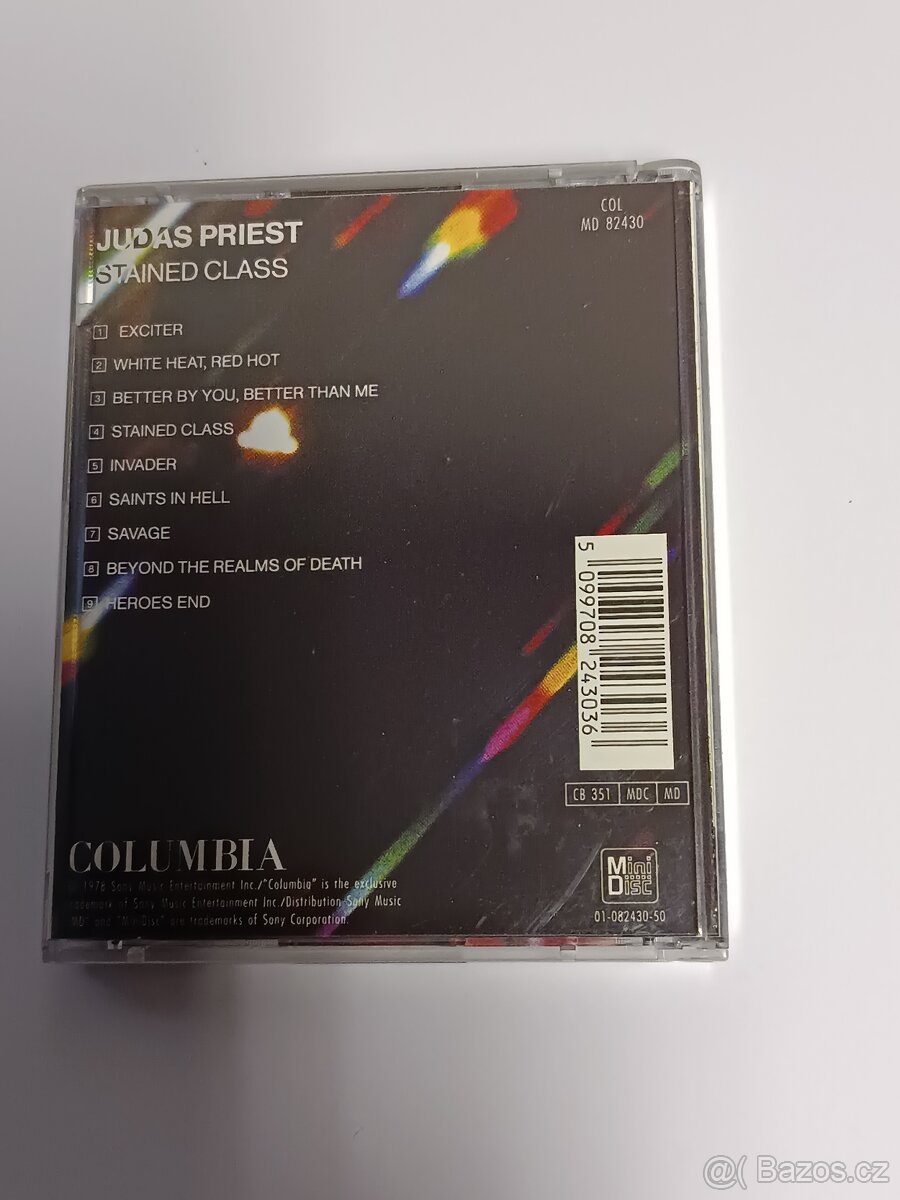 JUDAS PRIEST
STAINED CLASS
COL
MD 82430
1 EXCITER
2 WHITE HEAT, RED HOT
3 BETTER BY YOU, BETTER THAN ME
4 STAINED CLASS
5 INVADER
6 SAINTS IN HELL
7 SAVAGE
8 BEYOND THE REALMS OF DEATH
9 HEROES END
5 099708 243036
CB 351 MDC MD
COLUMBIA
1978 Sony Music Entertainment Inc./"Columbia" is the exclusive
trademark of Sony Music Entertainment Inc./Distribution Sony Music
"MD" and "MiniDisc" are trademarks of Sony Corporation.
Mini
Disc
01-082430-50
@( Bazos.cz